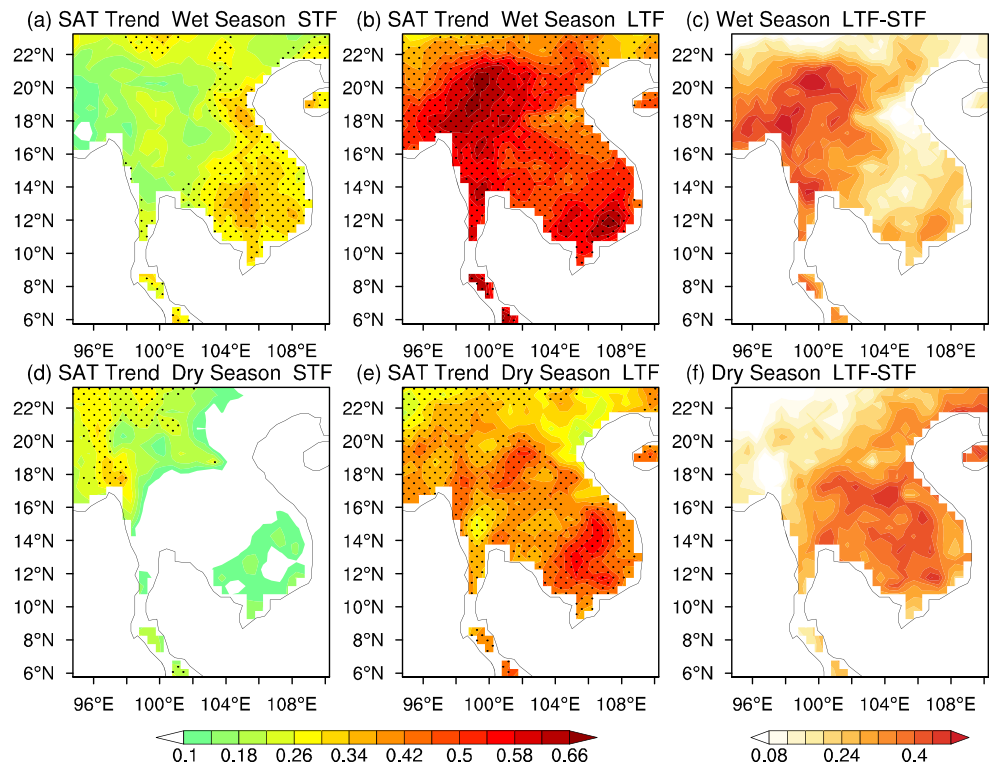 (a) SAT Trend Wet Season STF
(b) SAT Trend Wet Season LTF
(c) Wet Season LTF-STF
22°N 22°N 22°N
20°N 20°N 20°N
18°N 18°N 18°N
16°N 16°N 16°N
14°N 14°N 14°N
12°N 12°N 12°N
10°N 10°N 10°N
8°N 8°N 8°N
6°N 6°N 6°N
96°E 100°E 104°E 108°E 96°E 100°E 104°E 108°E 96°E 100°E 104°E 108°E
(d) SAT Trend Dry Season STF
(e) SAT Trend Dry Season LTF
(f) Dry Season LTF-STF
22°N 22°N 22°N
20°N 20°N 20°N
18°N 18°N 18°N
16°N 16°N 16°N
14°N 14°N 14°N
12°N 12°N 12°N
10°N 10°N 10°N
8°N 8°N 8°N
6°N 6°N 6°N
96°E 100°E 104°E 108°E 96°E 100°E 104°E 108°E 96°E 100°E 104°E 108°E
0.1 0.18 0.26 0.34 0.42 0.5 0.58 0.66
0.08 0.24 0.4